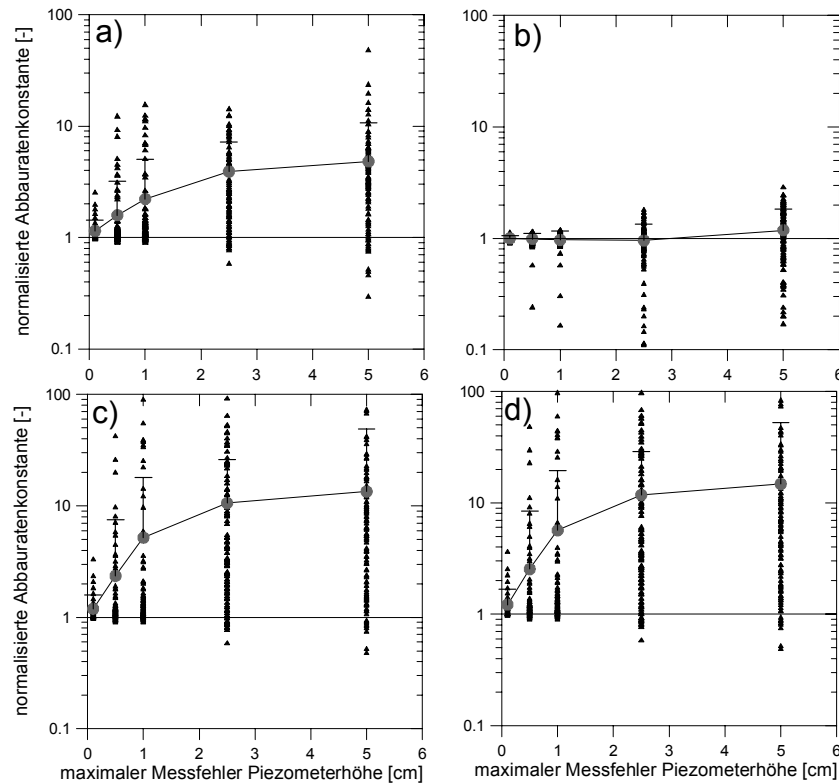 a)
b)
100
10
1
0.1
0 1 2 3 4 5 6
normalisierte Abbauratenkonstante [-]
100
10
1
0.1
0 1 2 3 4 5 6
c)
d)
100
10
1
0.1
0 1 2 3 4 5 6
normalisierte Abbauratenkonstante [-]
maximaler Messfehler Piezometerhöhe [cm]
100
10
1
0.1
0 1 2 3 4 5 6
maximaler Messfehler Piezometerhöhe [cm]